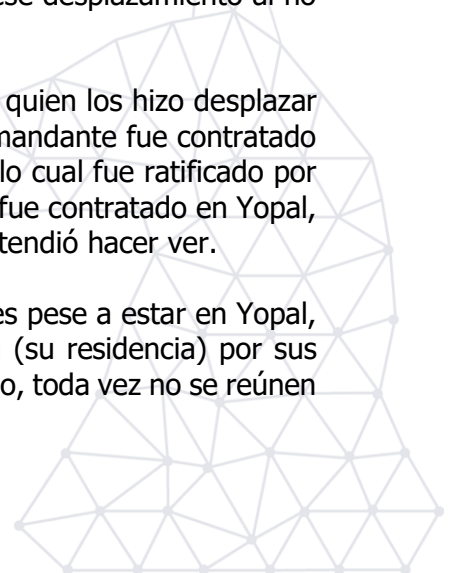 ese desplazamiento al no
quien los hizo desplazar
mandante fue contratado
lo cual fue ratificado por
fue contratado en Yopal,
tendió hacer ver.
es pese a estar en Yopal,
(su residencia) por sus
o, toda vez no se reúnen